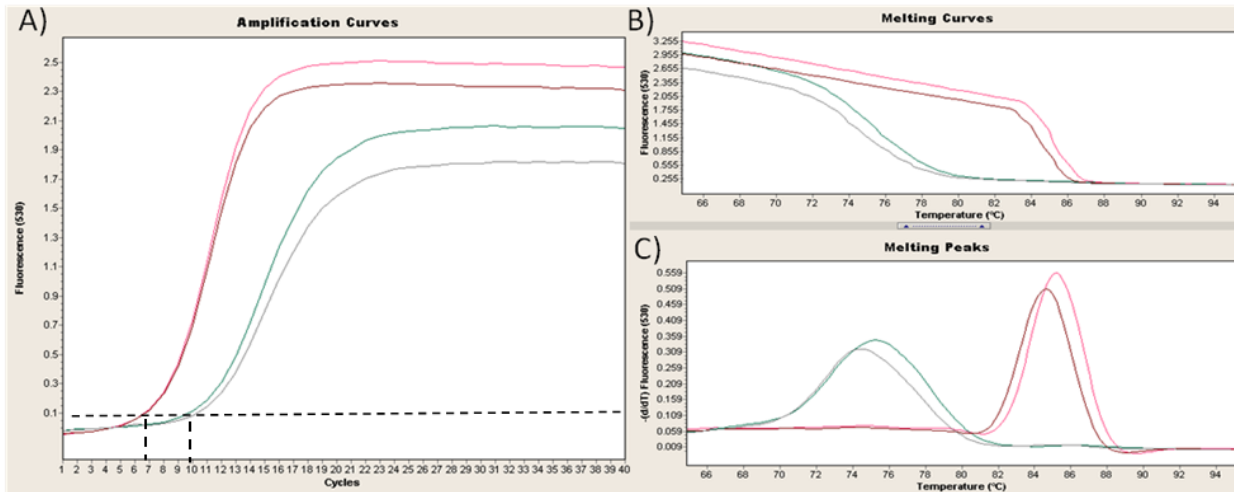 A)
Amplification Curves
Fluorescence (530)
2.5
2.3
2.1
1.9
1.7
1.5
1.3
1.1
0.9
0.7
0.5
0.3
0.1
1 2 3 4 5 6 7 8 9 10 11 12 13 14 15 16 17 18 19 20 21 22 23 24 25 26 27 28 29 30 31 32 33 34 35 36 37 38 39 40
Cycles
B)
Melting Curves
Fluorescence (530)
3.255
2.955
2.655
2.355
2.055
1.755
1.455
1.155
0.855
0.555
0.255
66 68 70 72 74 76 78 80 82 84 86 88 90 92 94
Temperature (°C)
C)
Melting Peaks
-(d/dT) Fluorescence (530)
0.559
0.509
0.459
0.409
0.359
0.309
0.259
0.209
0.159
0.109
0.059
0.009
66 68 70 72 74 76 78 80 82 84 86 88 90 92 94
Temperature (°C)